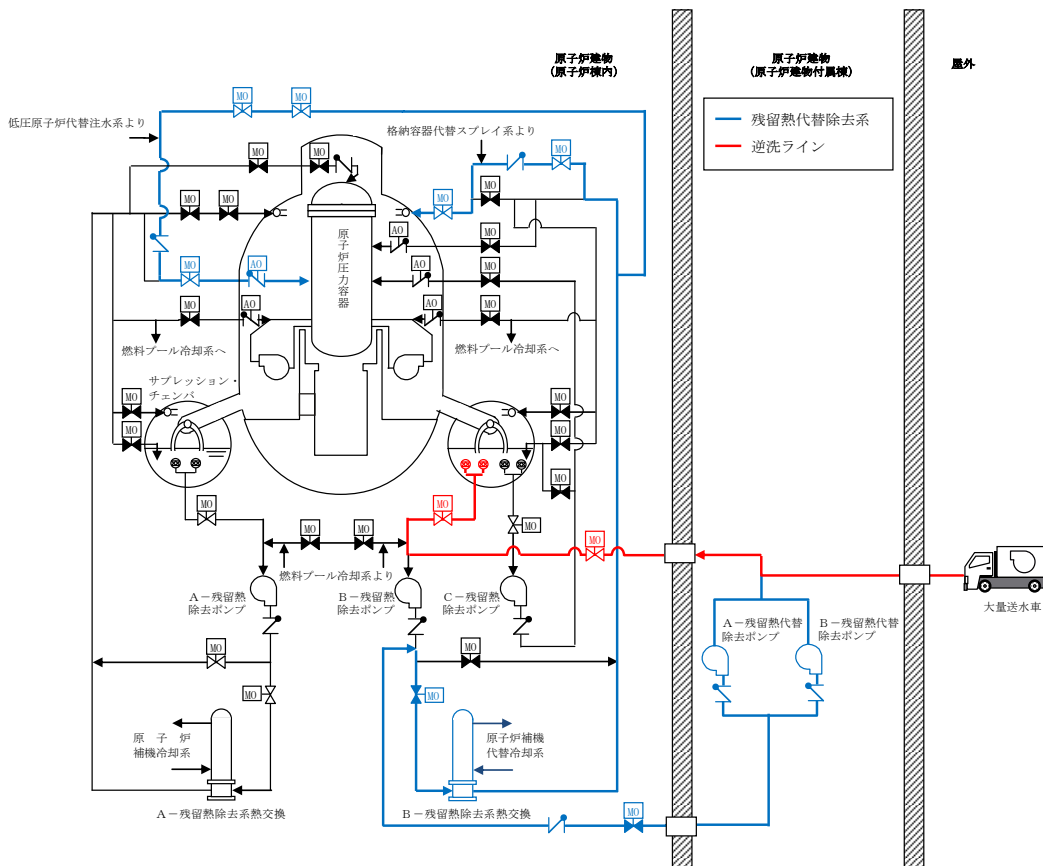 原子炉建物
(原子炉棟内)
原子炉建物
(原子炉建物付属棟)
屋外
残留熱代替除去系
逆洗ライン
MO
MO
低圧原子炉代替注水系より
格納容器代替スプレイ系より
MO
MO
MO
MO
MO
MO
MO
原子炉圧力容器
AO
MO
MO
AO
AO
MO
MO
AO
AO
MO
燃料プール冷却系へ
燃料プール冷却系へ
サプレッション・
チェンバ
MO
MO
MO
MO
MO
MO
MO
MO
MO
MO
MO
燃料プール冷却系より
A－残留熱
除去ポンプ
B－残留熱
除去ポンプ
C－残留熱
除去ポンプ
大量送水車
A－残留熱代替
除去ポンプ
B－残留熱代替
除去ポンプ
MO
MO
MO
MO
原子炉
補機冷却系
原子炉補機
代替冷却系
A－残留熱除去系熱交換
B－残留熱除去系熱交換
MO